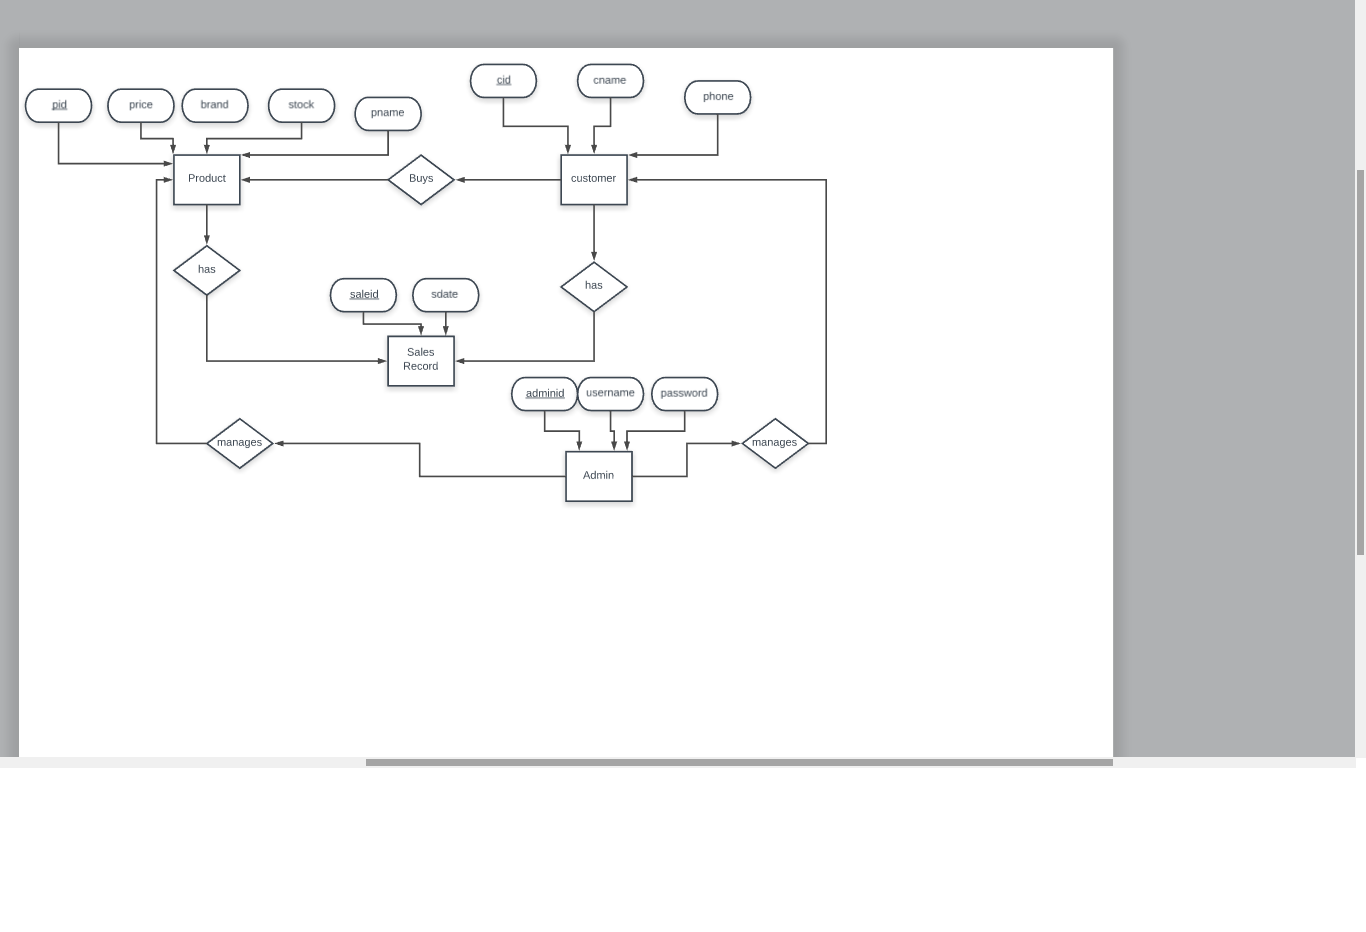 cid
cname
phone
pid
price
brand
stock
pname
Product
Buys
customer
has
has
saleid
sdate
Sales
Record
adminid
username
password
manages
manages
Admin